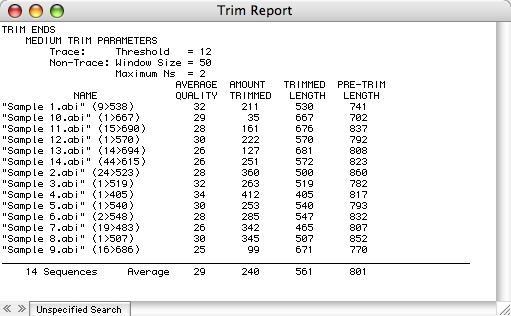 Trim Report
TRIM ENDS
MEDIUM TRIM PARAMETERS
Trace: Threshold = 12
Non-Trace: Window Size = 50
Maximum Ns = 2
AVERAGE AMOUNT TRIMMED PRE-TRIM
NAME QUALITY TRIMMED LENGTH LENGTH
"Sample 1.abi" (9>538) 32 211 530 741
"Sample 10.abi" (1>667) 29 35 667 702
"Sample 11.abi" (15>690) 28 161 676 837
"Sample 12.abi" (1>570) 30 222 570 792
"Sample 13.abi" (14>694) 26 127 681 808
"Sample 14.abi" (44>615) 26 251 572 823
"Sample 2.abi" (24>523) 28 360 500 860
"Sample 3.abi" (1>519) 32 263 519 782
"Sample 4.abi" (1>405) 34 412 405 817
"Sample 5.abi" (1>540) 30 253 540 793
"Sample 6.abi" (2>548) 28 285 547 832
"Sample 7.abi" (19>483) 26 342 465 807
"Sample 8.abi" (1>507) 30 345 507 852
"Sample 9.abi" (16>686) 25 99 671 770
14 Sequences Average 29 240 561 801
Unspecified Search